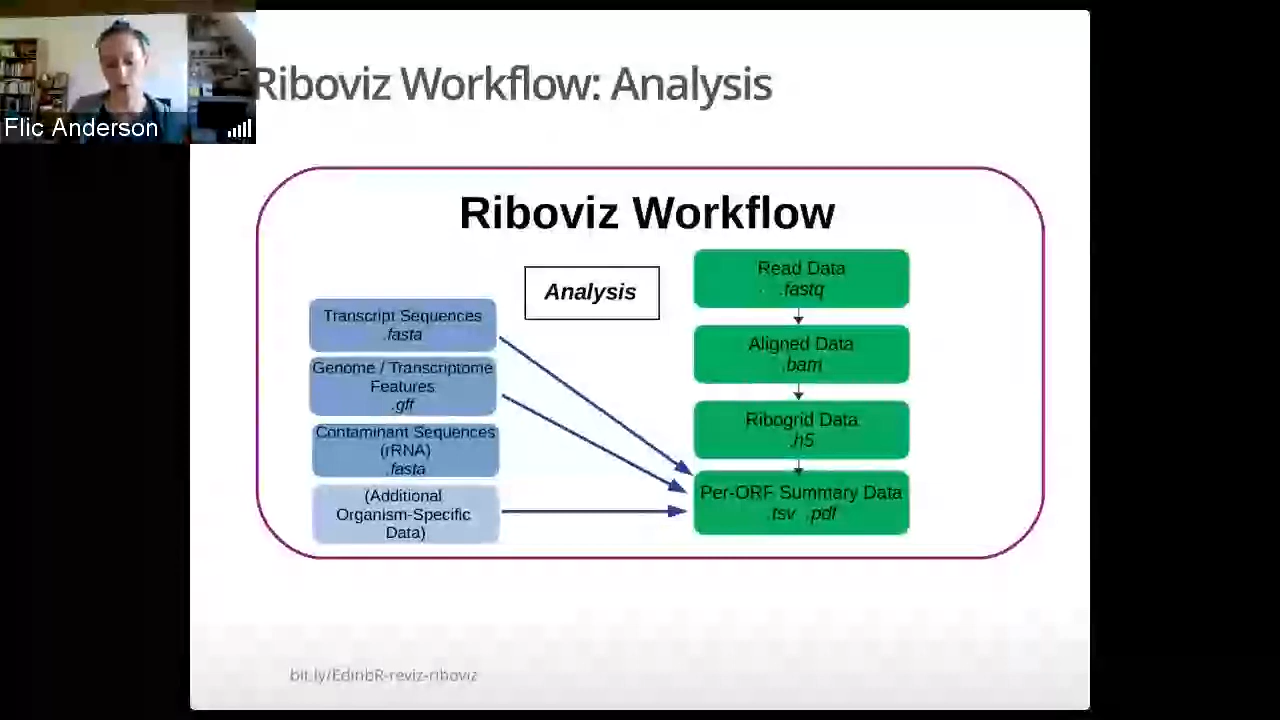 Riboviz Workflow: Analysis
Flic Anderson
Riboviz Workflow
Analysis
Transcript Sequences
.fasta
Genome / Transcriptome
Features
.gff
Contaminant Sequences
(rRNA)
.fasta
(Additional
Organism-Specific
Data)
Read Data
.fastq
Aligned Data
.bam
Ribogrid Data
.h5
Per-ORF Summary Data
.tsv .pdf
bit.ly/EdinbR-reviz-riboviz